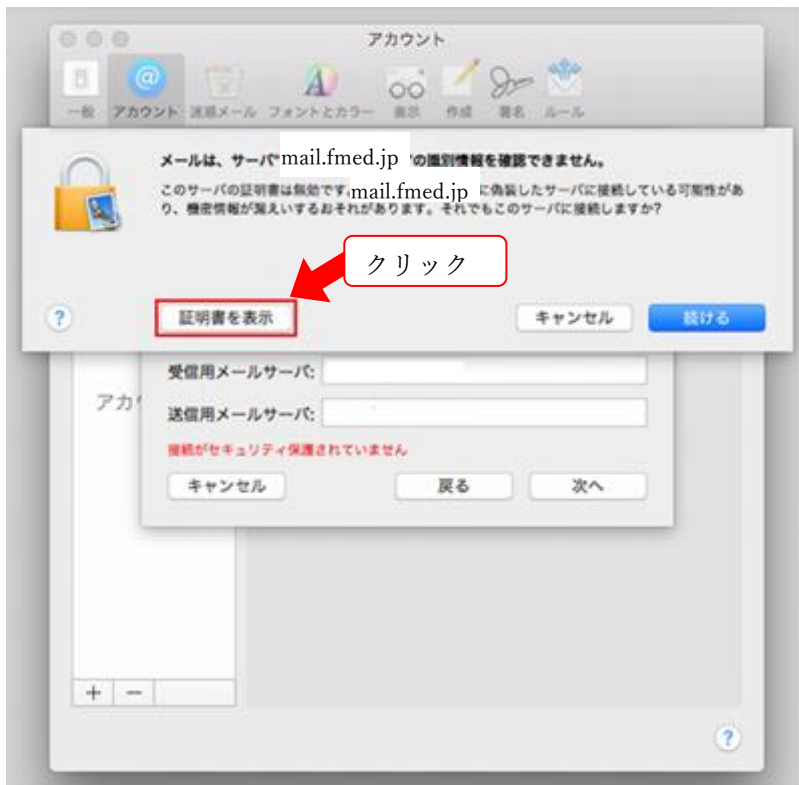 アカウント
一般 アカウント 迷惑メール フォントとカラー 表示 作成 署名 ルール
メールは、サーバ"mail.fmed.jp"の識別情報を確認できません。
このサーバの証明書は無効です。mail.fmed.jp に偽装したサーバに接続している可能性があ
り、機密情報が漏えいするおそれがあります。それでもこのサーバに接続しますか?
クリック
? 証明書を表示 キャンセル 続ける
受信用メールサーバ:
アカウ
送信用メールサーバ:
接続がセキュリティ保護されていません
キャンセル 戻る 次へ
+ −
?